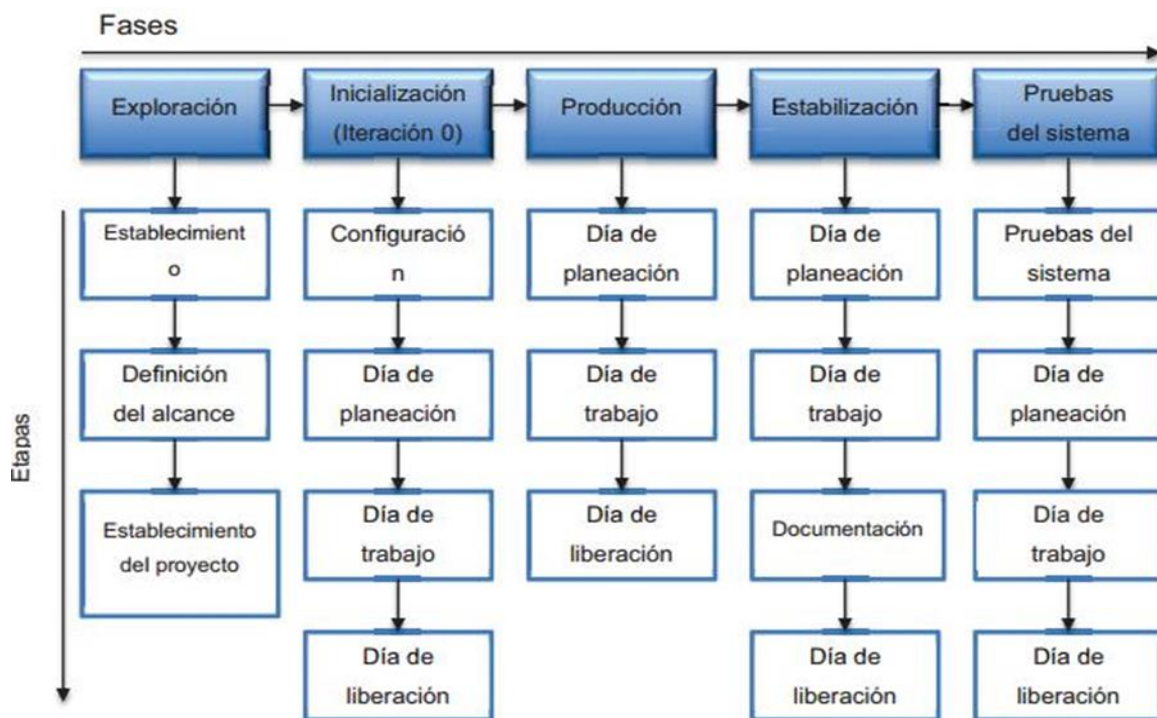 Fases
Exploración
Inicialización
(Iteración 0)
Producción
Estabilización
Pruebas
del sistema
Etapas
Establecimient
o
Definición
del alcance
Establecimiento
del proyecto
Configuració
n
Día de
planeación
Día de
trabajo
Día de
liberación
Día de
planeación
Día de
trabajo
Día de
liberación
Día de
planeación
Día de
trabajo
Documentación
Día de
liberación
Pruebas del
sistema
Día de
planeación
Día de
trabajo
Día de
liberación